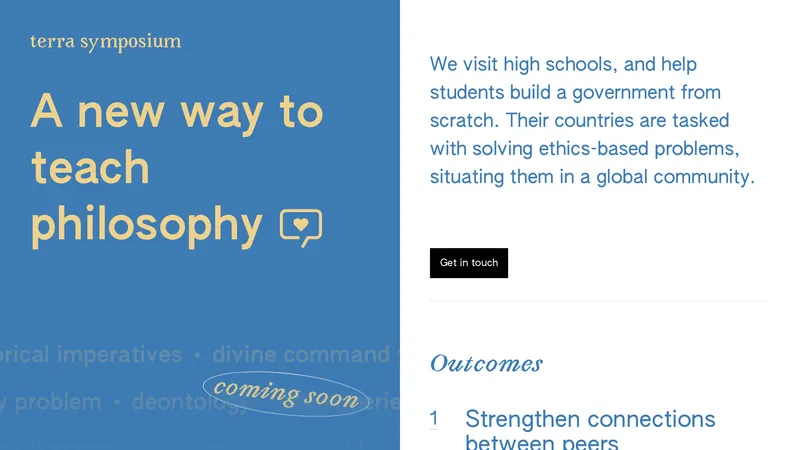 terra symposium
A new way to
teach
philosophy
orical imperatives • divine command
y problem • deontology
coming soon
We visit high schools, and help
students build a government from
scratch. Their countries are tasked
with solving ethics-based problems,
situating them in a global community.
Get in touch
Outcomes
1 Strengthen connections
between peers